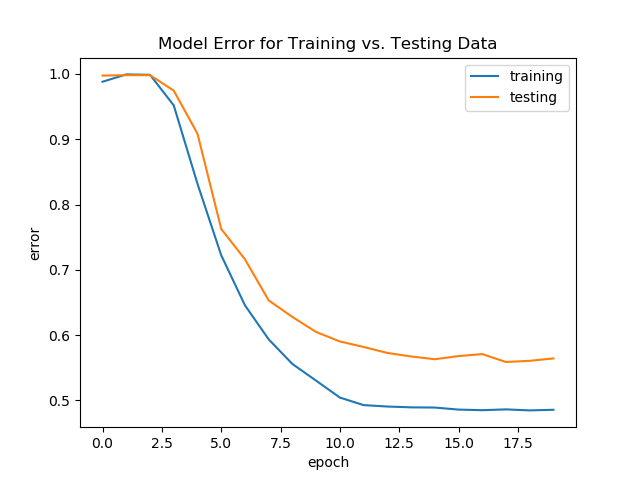 Model Error for Training vs. Testing Data
training
testing
1.0
0.9
0.8
0.7
0.6
0.5
error
0.0 2.5 5.0 7.5 10.0 12.5 15.0 17.5
epoch